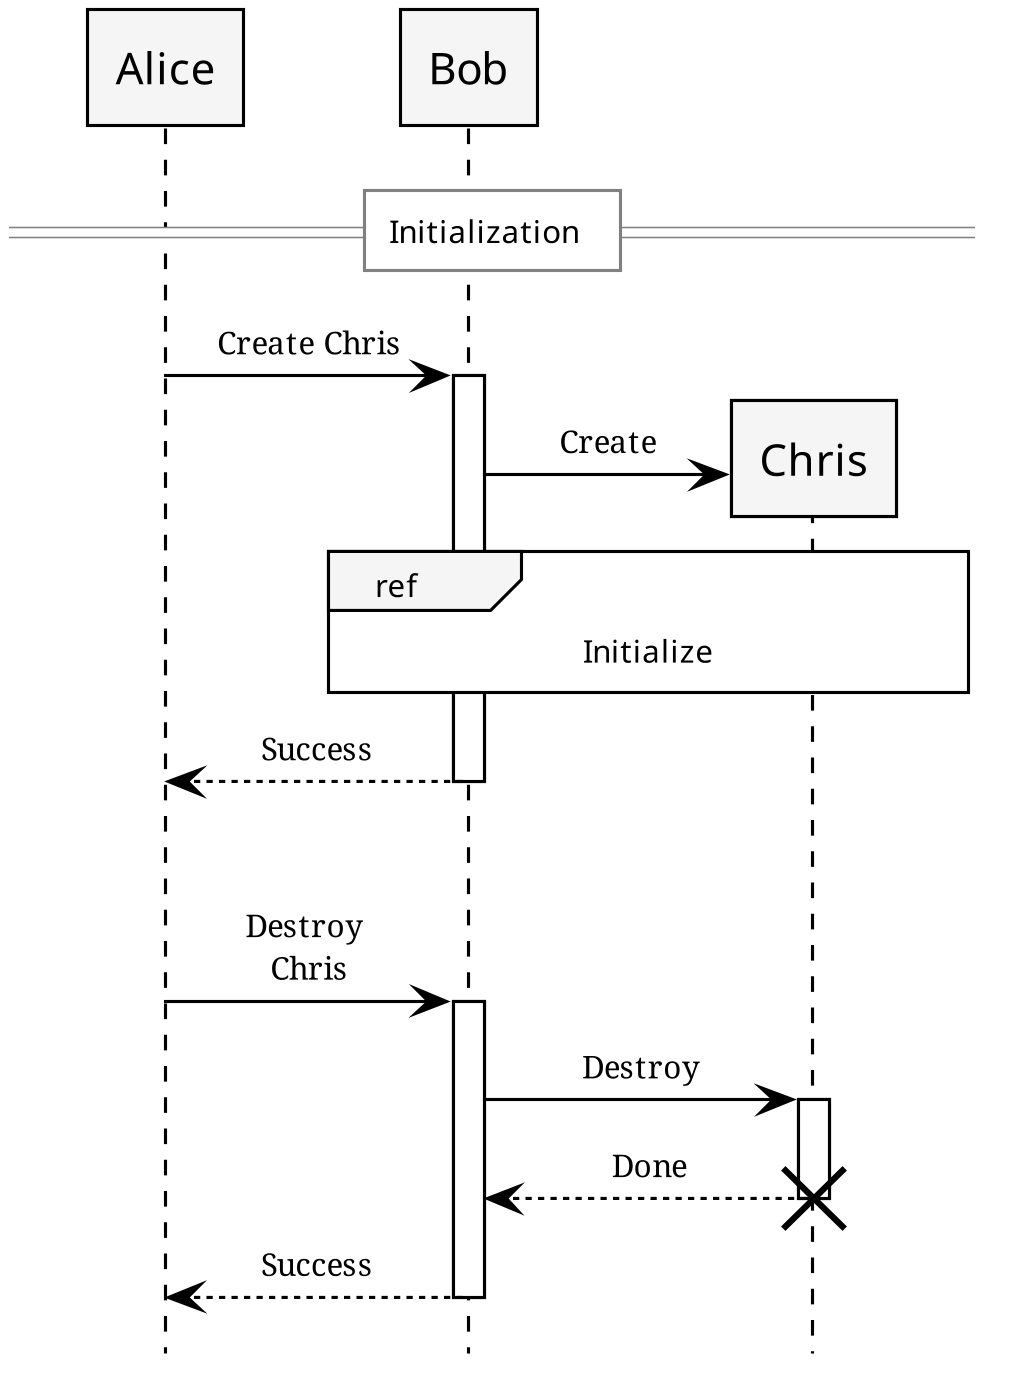 Alice
Bob
Initialization
Create Chris
Create
Chris
ref
Initialize
Success
Destroy
Chris
Destroy
Done
Success